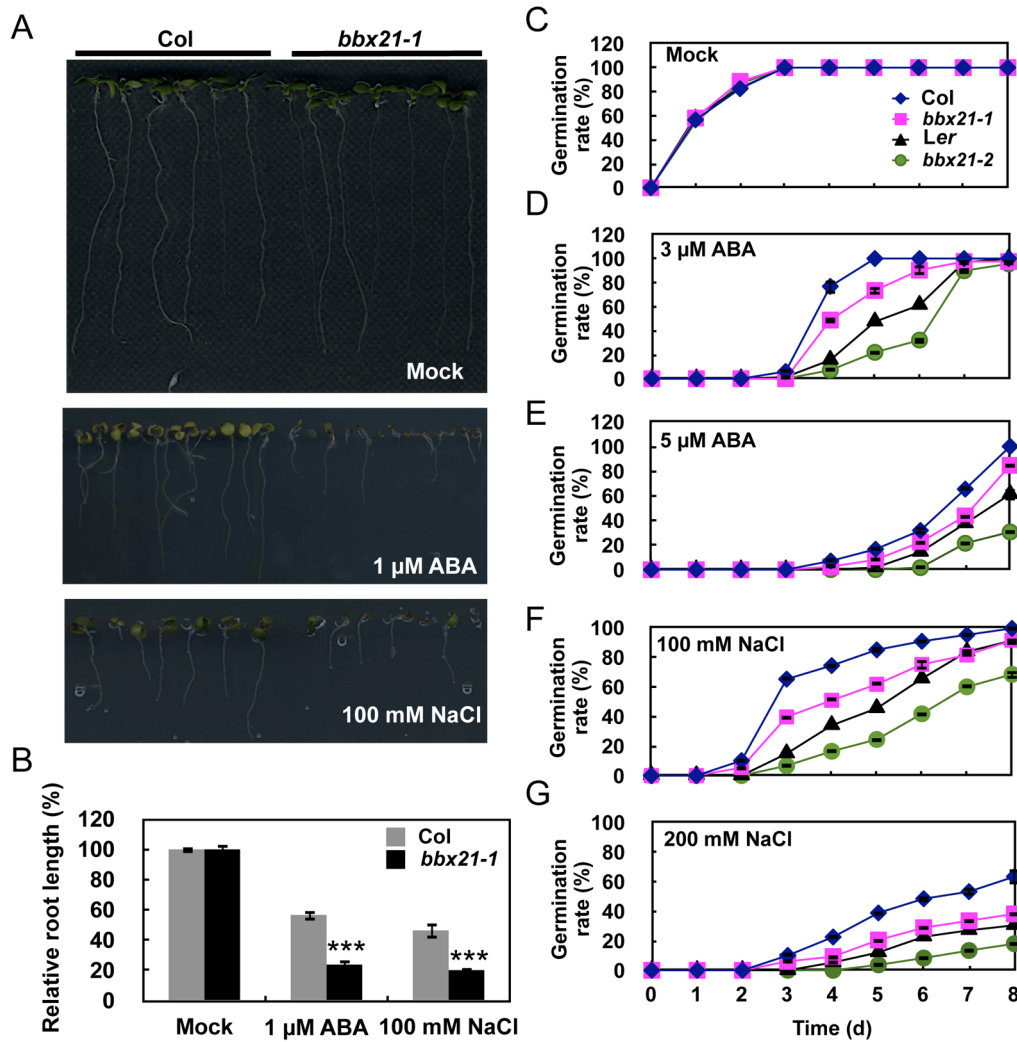 A
Col
bbx21-1
Mock
1 µM ABA
100 mM NaCl
B
Relative root length (%)
120
100
80
60
40
20
0
Col
bbx21-1
***
***
Mock
1 µM ABA
100 mM NaCl
C
Germination
rate (%)
120
100
80
60
40
20
0
Mock
Col
bbx21-1
Ler
bbx21-2
D
Germination
rate (%)
120
100
80
60
40
20
0
3 µM ABA
E
Germination
rate (%)
120
100
80
60
40
20
0
5 µM ABA
F
Germination
rate (%)
100
80
60
40
20
0
100 mM NaCl
G
Germination
rate (%)
100
80
60
40
20
0
200 mM NaCl
0 1 2 3 4 5 6 7 8
Time (d)